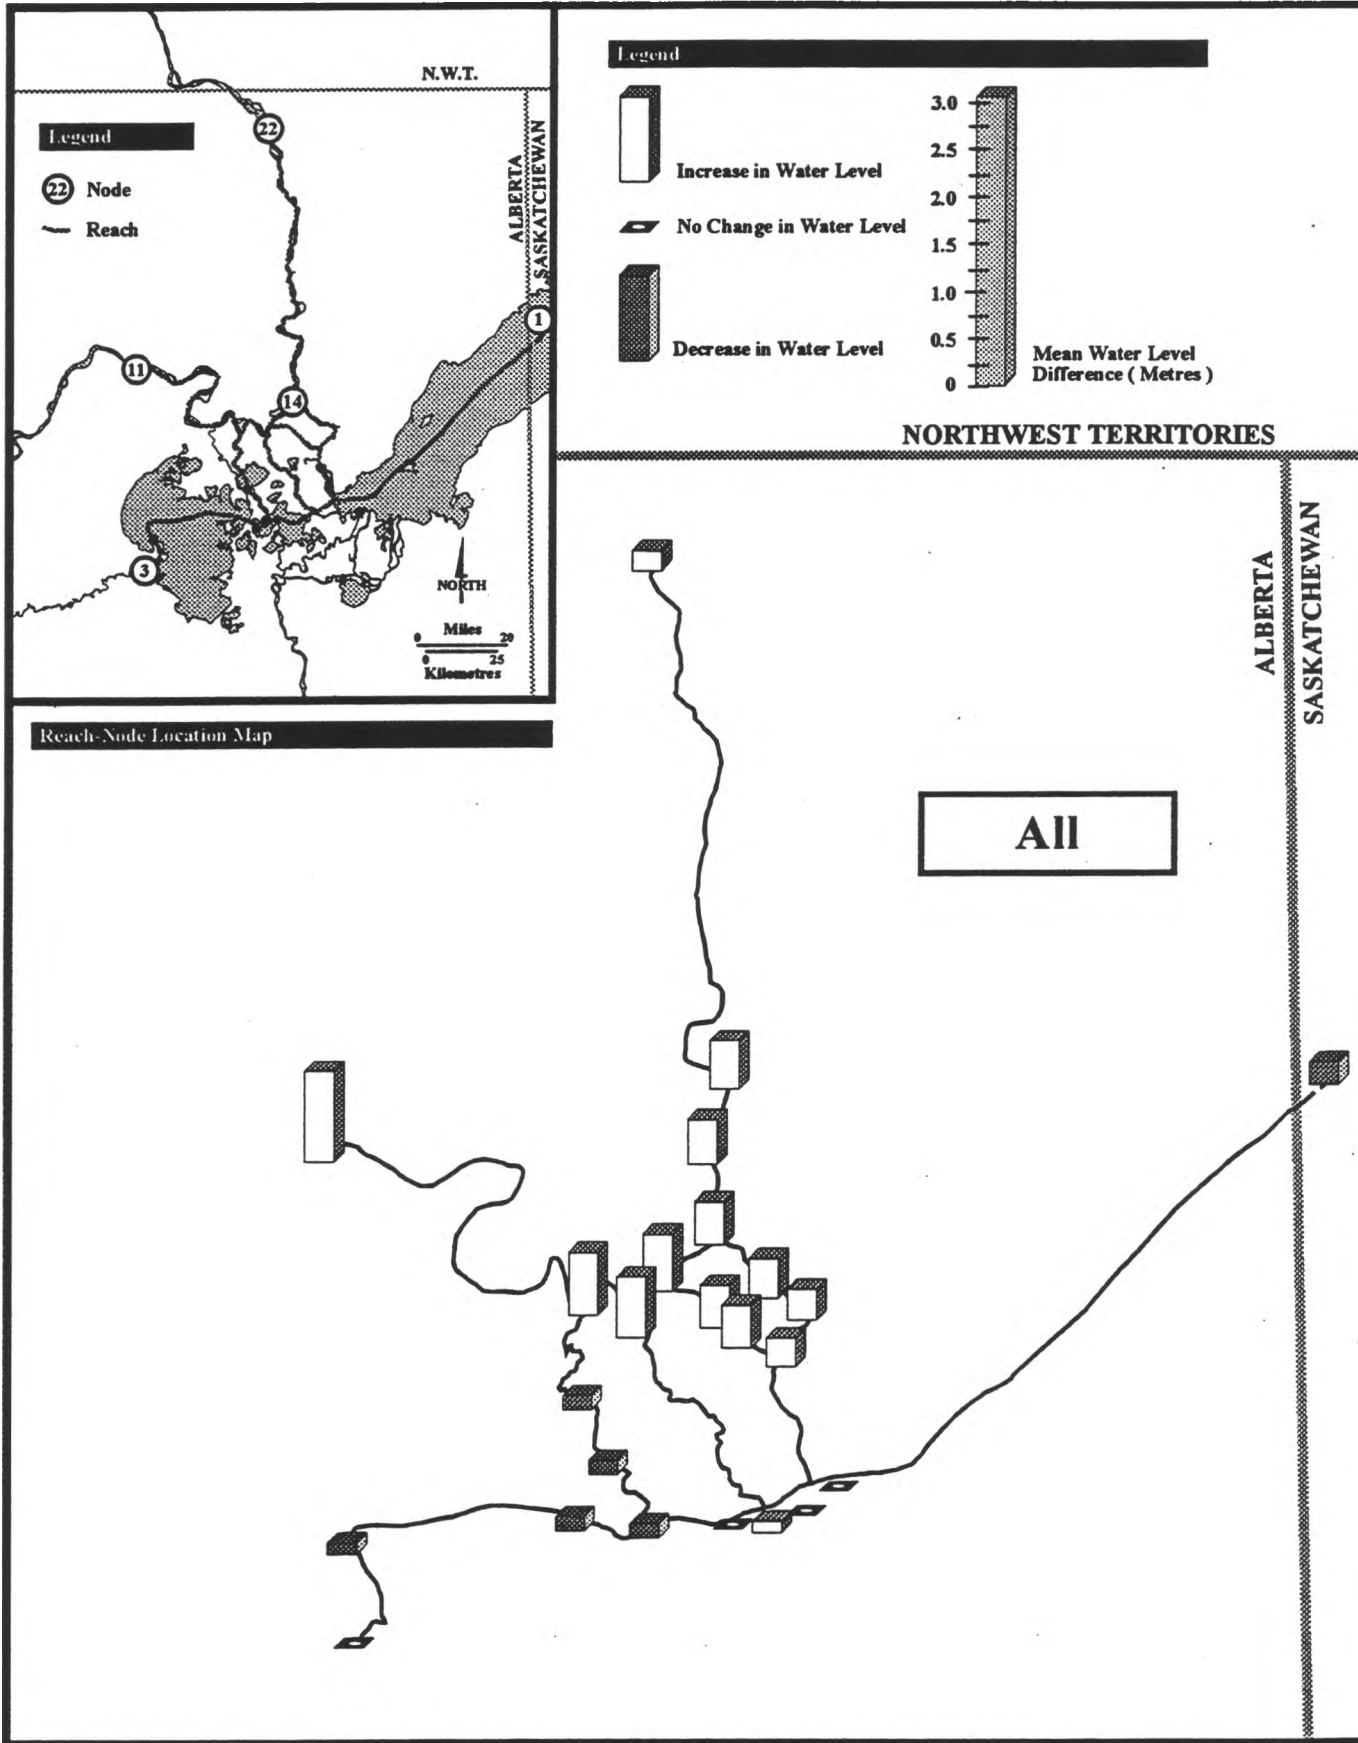 N.W.T.
Legend
22
22 Node
Reach
ALBERTA
SASKATCHEWAN
1
11
14
3
NORTH
Miles
0 20
0 25
Kilometres
Reach-Node Location Map
Legend
Increase in Water Level
No Change in Water Level
Decrease in Water Level
3.0
2.5
2.0
1.5
1.0
0.5
0
Mean Water Level
Difference ( Metres )
NORTHWEST TERRITORIES
ALBERTA
SASKATCHEWAN
All